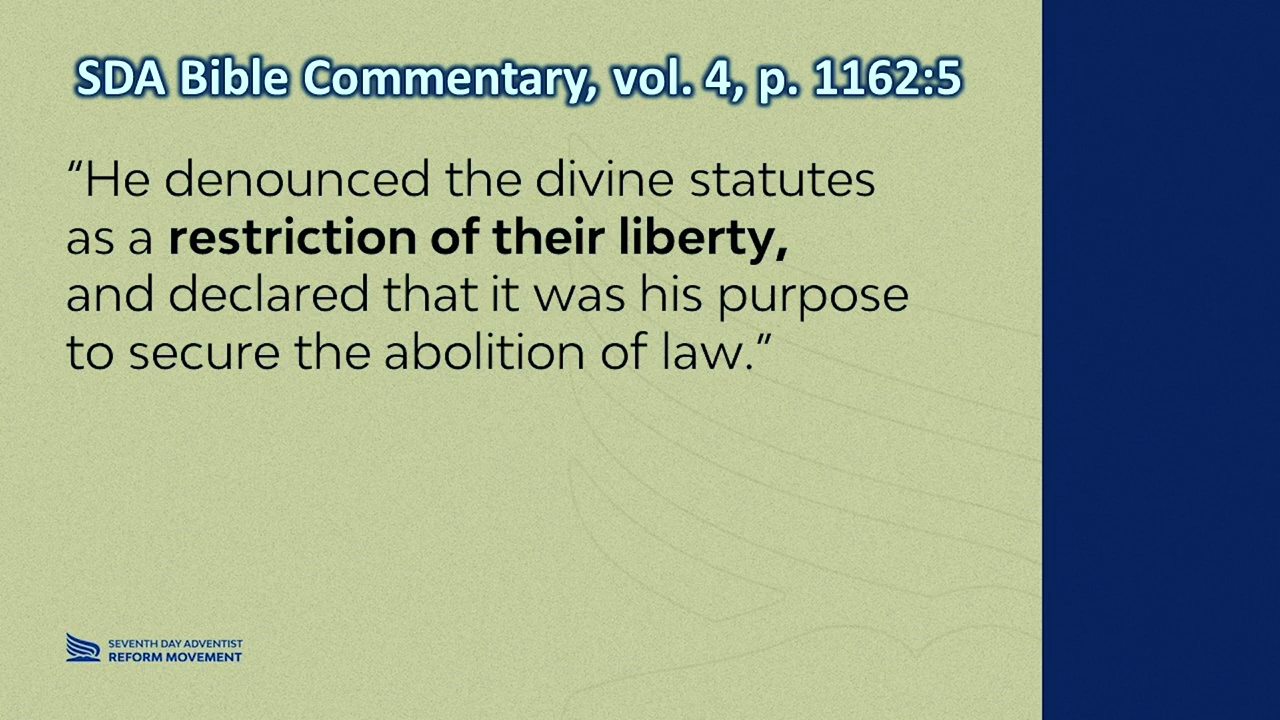 SDA Bible Commentary, vol. 4, p. 1162:5
“He denounced the divine statutes
as a restriction of their liberty,
and declared that it was his purpose
to secure the abolition of law.”
SEVENTH DAY ADVENTIST
REFORM MOVEMENT